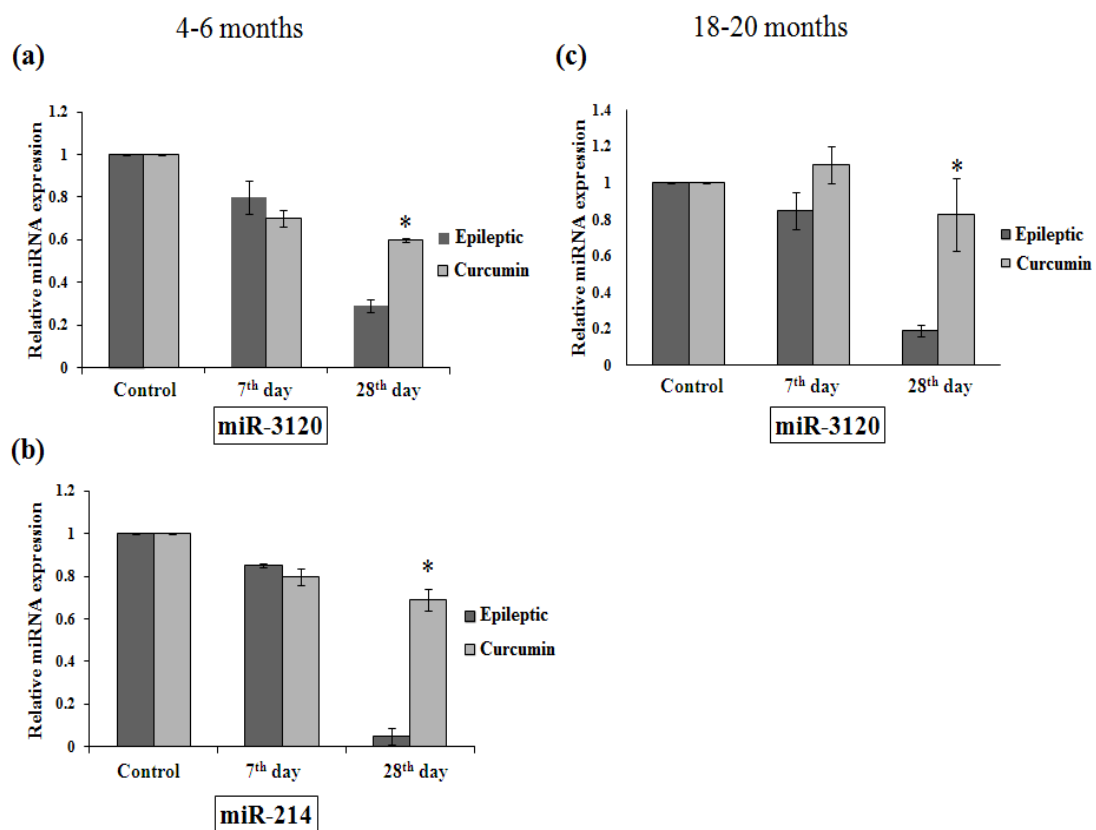 4-6 months
(a)
Relative miRNA expression
1.2
1
0.8
0.6
0.4
0.2
0
*
Epileptic
Curcumin
Control
7th day
28th day
miR-3120
18-20 months
(c)
Relative miRNA expression
1.4
1.2
1
0.8
0.6
0.4
0.2
0
*
Epileptic
Curcumin
Control
7th day
28th day
miR-3120
(b)
Relative miRNA expression
1.2
1
0.8
0.6
0.4
0.2
0
*
Epileptic
Curcumin
Control
7th day
28th day
miR-214